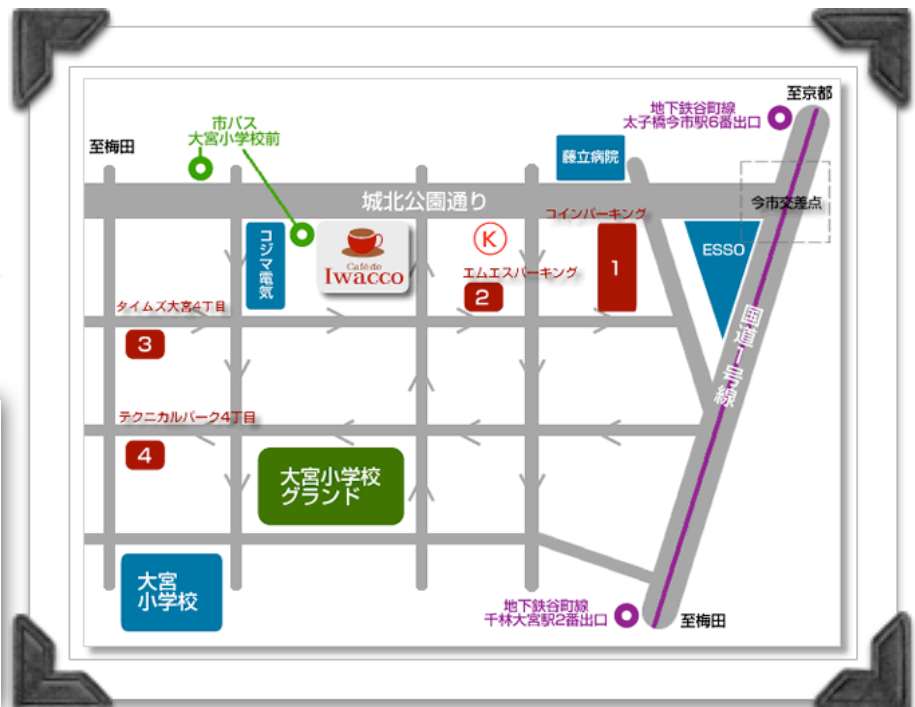 至京都
地下鉄谷町線
太子橋今市駅6番出口
市バス
大宮小学校前
至梅田
藤立病院
城北公園通り
今市交差点
コインパーキング
コジマ電気
Café de
Iwacco
K
エムエスパーキング
2
1
ESSO
タイムズ大宮4丁目
3
国道1号線
テクニカルパーク4丁目
4
大宮小学校
グランド
大宮
小学校
地下鉄谷町線
千林大宮駅2番出口
至梅田